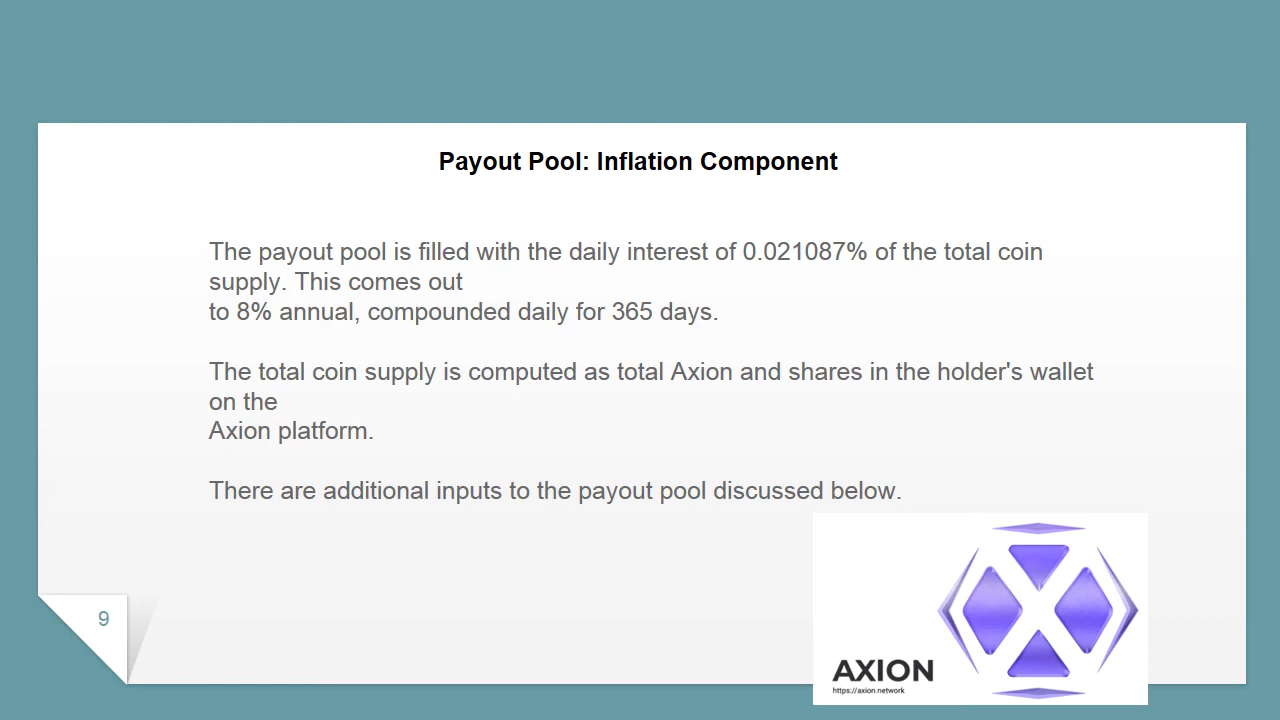 Payout Pool: Inflation Component
The payout pool is filled with the daily interest of 0.021087% of the total coin
supply. This comes out
to 8% annual, compounded daily for 365 days.
The total coin supply is computed as total Axion and shares in the holder's wallet
on the
Axion platform.
There are additional inputs to the payout pool discussed below.
9
AXION
https://axion.network